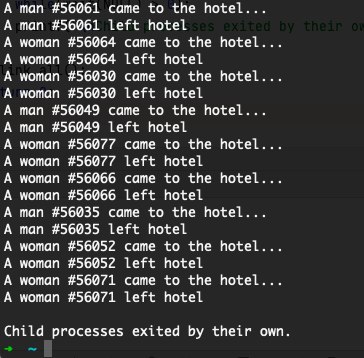 A man #56061 came to the hotel...
A man #56061 left hotel
A woman #56064 came to the hotel...
A woman #56064 left hotel
A woman #56030 came to the hotel...
A woman #56030 left hotel
A man #56049 came to the hotel...
A man #56049 left hotel
A woman #56077 came to the hotel...
A woman #56077 left hotel
A woman #56066 came to the hotel...
A woman #56066 left hotel
A man #56035 came to the hotel...
A man #56035 left hotel
A woman #56052 came to the hotel...
A woman #56052 left hotel
A woman #56071 came to the hotel...
A woman #56071 left hotel
Child processes exited by their own.
➜ ~